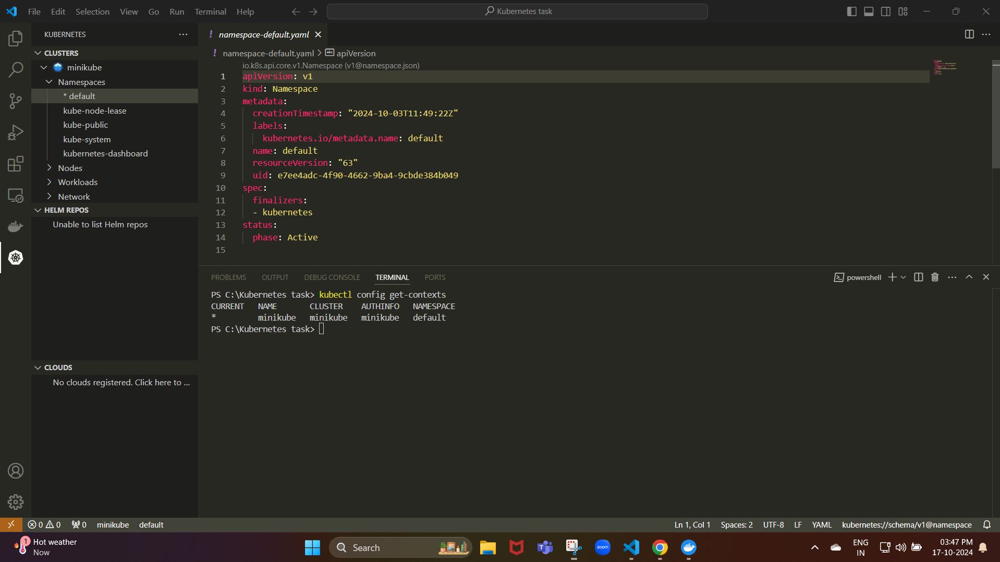 File Edit Selection View Go Run Terminal Help
Kubernetes task
KUBERNETES
CLUSTERS
minikube
Namespaces
* default
kube-node-lease
kube-public
kube-system
kubernetes-dashboard
Nodes
Workloads
Network
HELM REPOS
Unable to list Helm repos
CLOUDS
No clouds registered. Click here to ...
! namespace-default.yaml
! namespace-default.yaml > abc apiVersion
io.k8s.api.core.v1.Namespace (v1@namespace.json)
1 apiVersion: v1
2 kind: Namespace
3 metadata:
4 creationTimestamp: "2024-10-03T11:49:22Z"
5 labels:
6 kubernetes.io/metadata.name: default
7 name: default
8 resourceVersion: "63"
9 uid: e7ee4adc-4f90-4662-9ba4-9cbde384b049
10 spec:
11 finalizers:
12 - kubernetes
13 status:
14 phase: Active
15
PROBLEMS OUTPUT DEBUG CONSOLE TERMINAL PORTS
powershell
PS C:\Kubernetes task> kubectl config get-contexts
CURRENT NAME CLUSTER AUTHINFO NAMESPACE
* minikube minikube minikube default
PS C:\Kubernetes task>
0 0 0 minikube default
Ln 1, Col 1 Spaces: 2 UTF-8 LF YAML kubernetes://schema/v1@namespace
1
Hot weather
Now
Search
zoom
ENG
IN
03:47 PM
17-10-2024